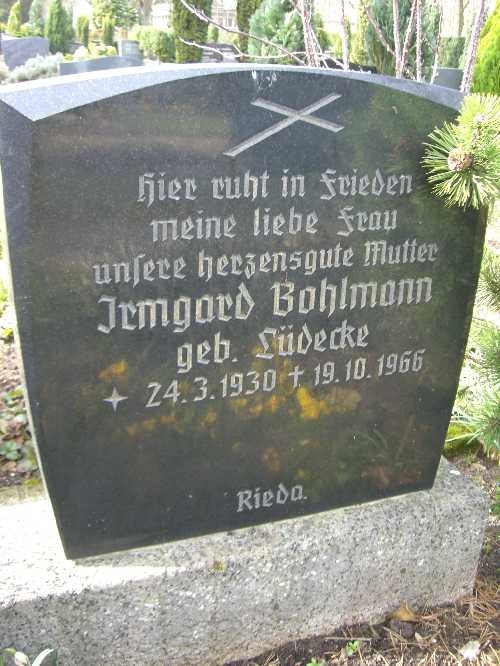 Hier ruht in Frieden
meine liebe Frau
unsere herzensgute Mutter
Irmgard Bohlmann
geb. Lüdecke
✦ 24.3.1930 ✝ 19.10.1966
Rieda.